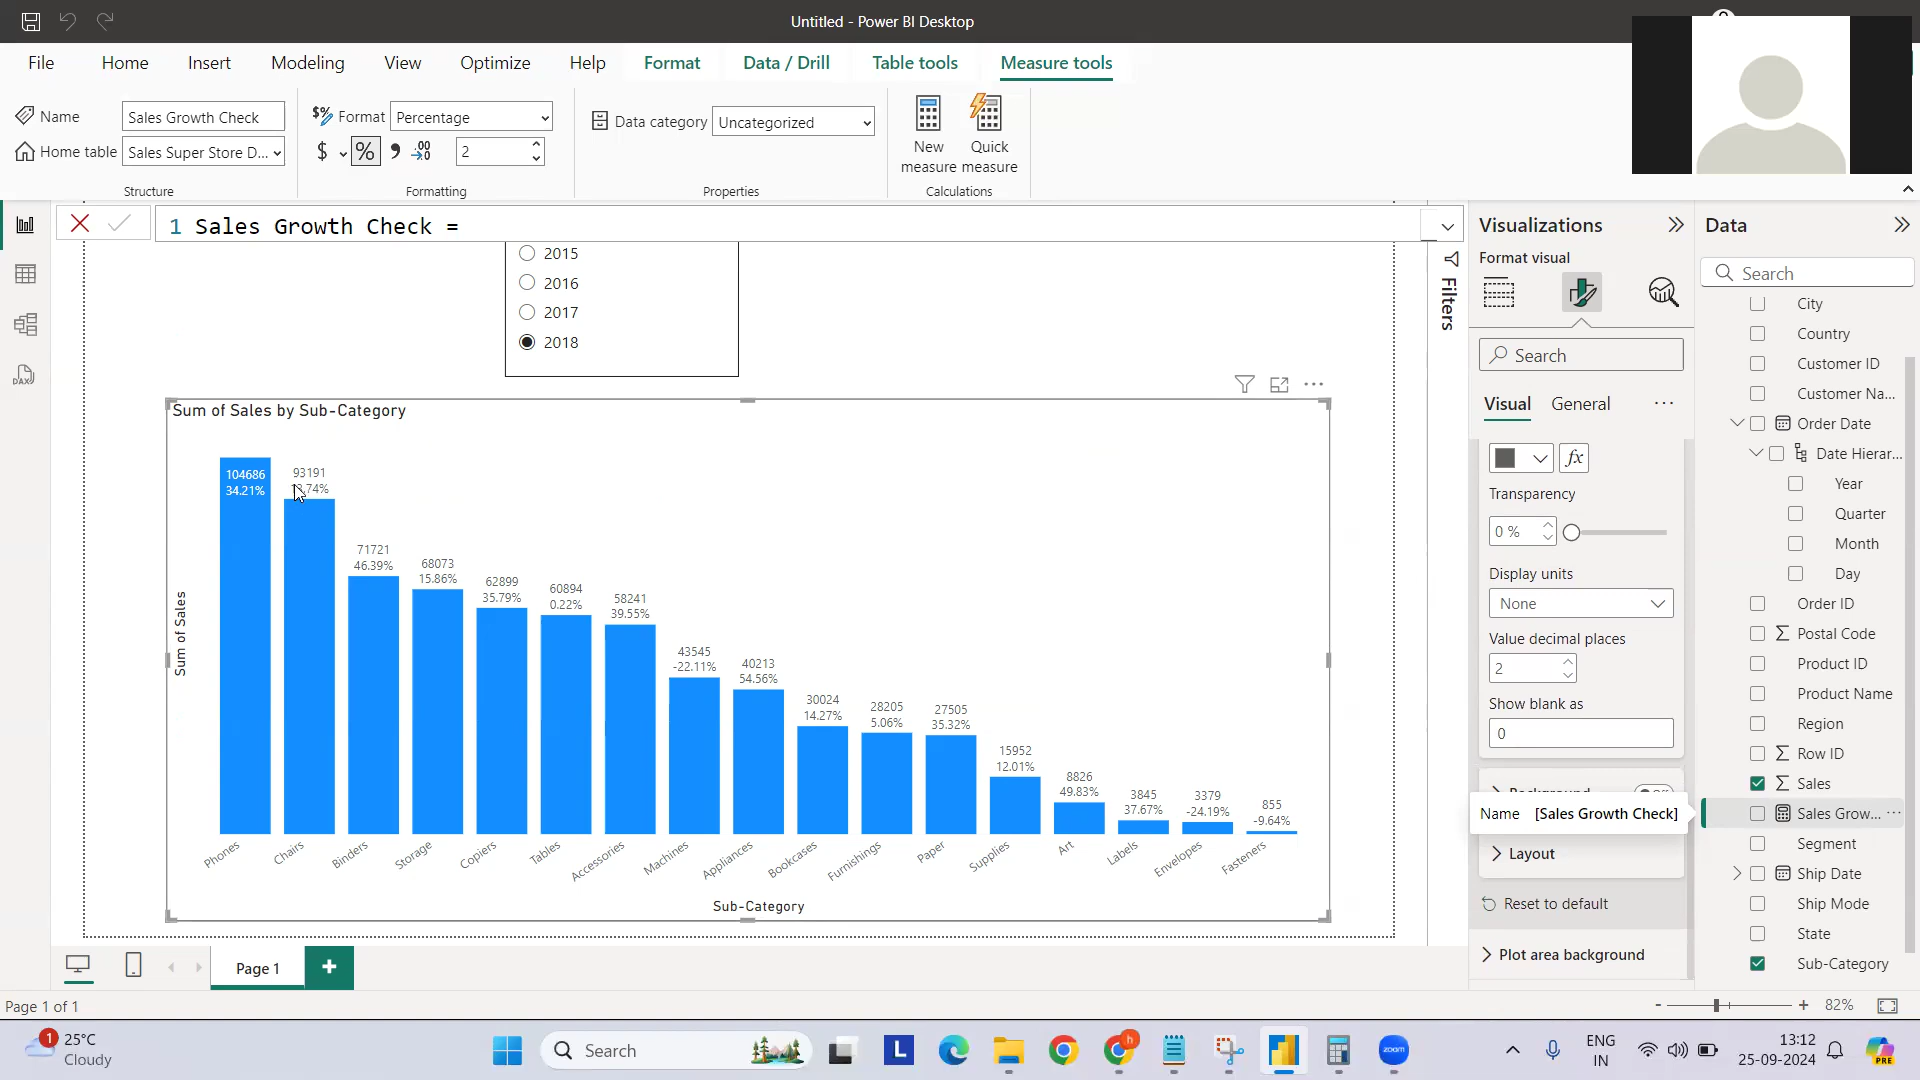 Untitled - Power BI Desktop
File Home Insert Modeling View Optimize Help Format Data / Drill Table tools Measure tools
Name Sales Growth Check
Home table Sales Super Store D...
Structure
Format Percentage
$ % 2
Formatting
Data category Uncategorized
Properties
New measure
Quick measure
Calculations
1 Sales Growth Check =
2015
2016
2017
2018
Sum of Sales by Sub-Category
104686
34.21%
93191
71721
46.39%
68073
15.86%
62899
35.79%
60894
0.22%
58241
39.55%
43545
-22.11%
40213
54.56%
30024
14.27%
28205
5.06%
27505
35.32%
15952
12.01%
8826
49.83%
3845
37.67%
3379
-24.19%
855
-9.64%
Sum of Sales
Phones Chairs Binders Storage Copiers Tables Accessories Machines Appliances Bookcases Furnishings Paper Supplies Art Labels Envelopes Fasteners
Sub-Category
Filters
Visualizations
Format visual
Search
Visual General ...
fx
Transparency
0 %
Display units
None
Value decimal places
2
Show blank as
0
Name [Sales Growth Check]
Layout
Reset to default
Plot area background
Data
Search
City
Country
Customer ID
Customer Na...
Order Date
Date Hierar...
Year
Quarter
Month
Day
Order ID
Postal Code
Product ID
Product Name
Region
Row ID
Sales
Sales Grow... ...
Segment
Ship Date
Ship Mode
State
Sub-Category
Page 1
Page 1 of 1
- + 82%
1
25°C
Cloudy
Search
L
h
zoom
ENG
IN
13:12
25-09-2024
PRE
DAX